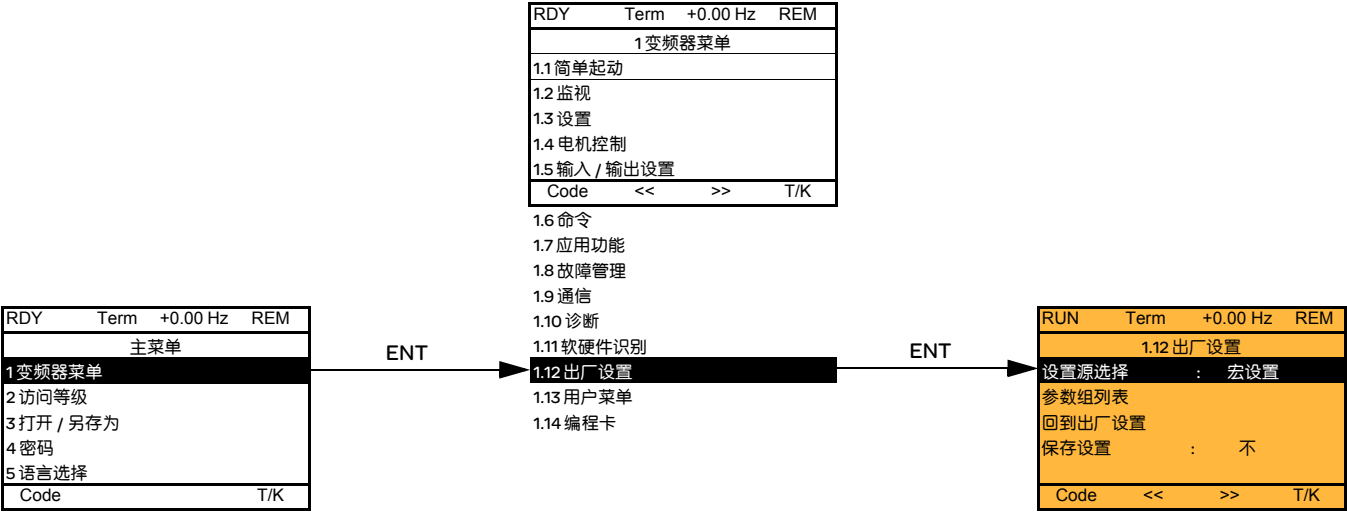 RDY Term +0.00 Hz REM
1 变频器菜单
1.1 简单起动
1.2 监视
1.3 设置
1.4 电机控制
1.5 输入 / 输出设置
Code << >> T/K
1.6 命令
1.7 应用功能
1.8 故障管理
1.9 通信
1.10 诊断
1.11 软硬件识别
1.12 出厂设置
1.13 用户菜单
1.14 编程卡
RDY Term +0.00 Hz REM
主菜单
1 变频器菜单
2 访问等级
3 打开 / 另存为
4 密码
5 语言选择
Code T/K
ENT
ENT
RUN Term +0.00 Hz REM
1.12 出厂设置
设置源选择 : 宏设置
参数组列表
回到出厂设置
保存设置 : 不
Code << >> T/K